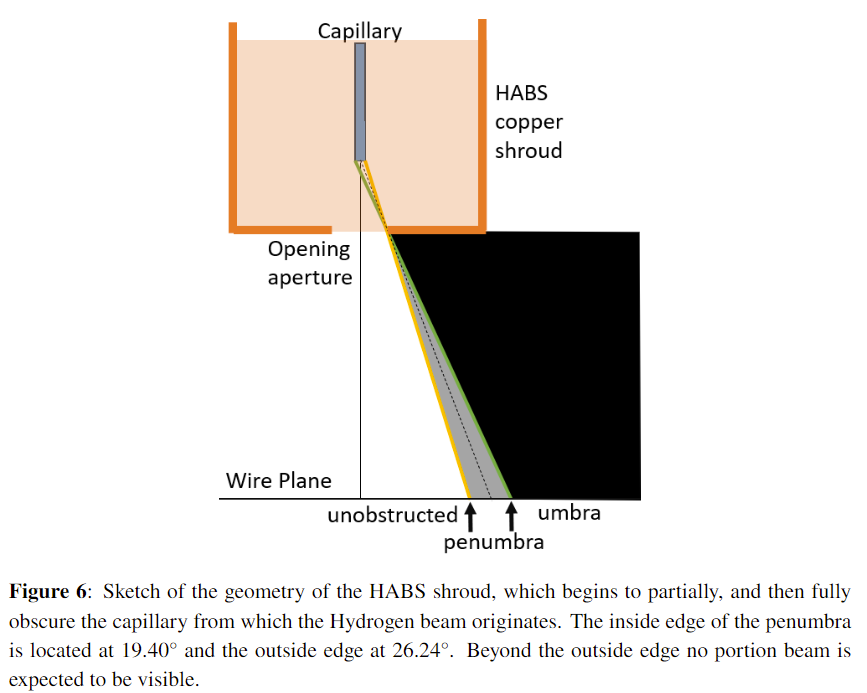 Capillary
HABS
copper
shroud
Opening
aperture
Wire Plane
unobstructed
umbra
penumbra
Figure 6: Sketch of the geometry of the HABS shroud, which begins to partially, and then fully
obscure the capillary from which the Hydrogen beam originates. The inside edge of the penumbra
is located at 19.40° and the outside edge at 26.24°. Beyond the outside edge no portion beam is
expected to be visible.